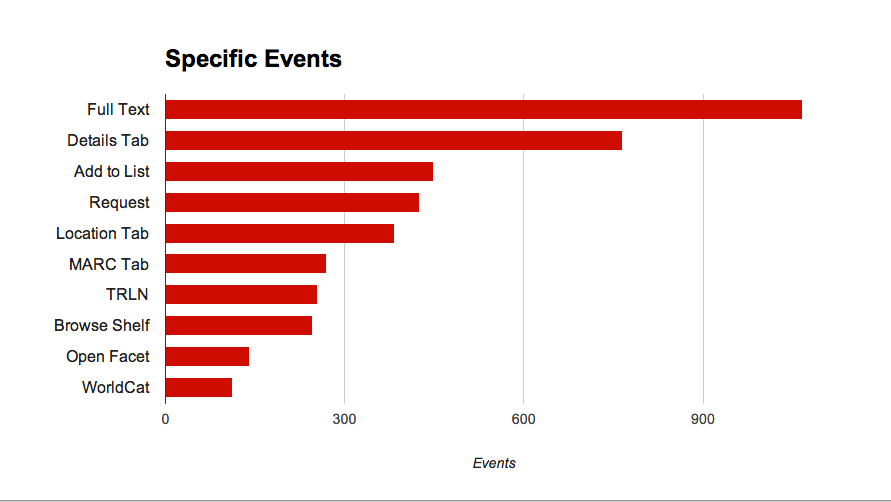 Specific Events
Full Text
Details Tab
Add to List
Request
Location Tab
MARC Tab
TRLN
Browse Shelf
Open Facet
WorldCat
0 300 600 900
Events